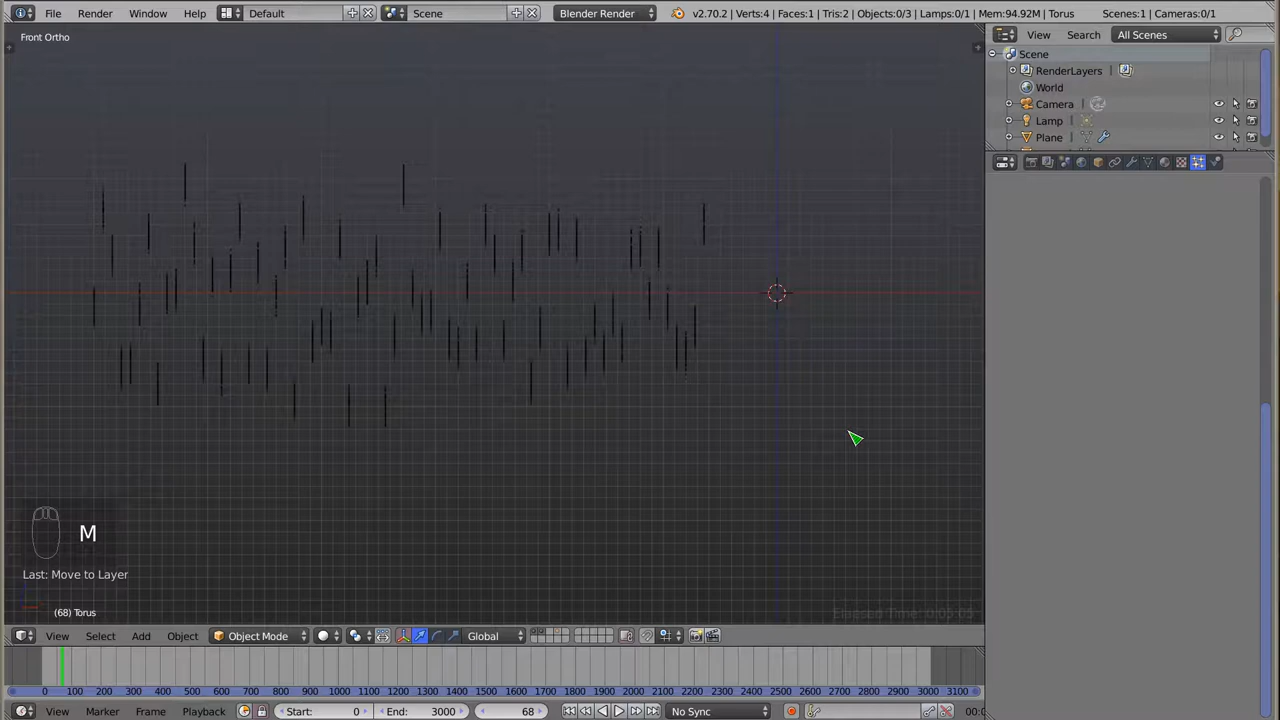 File Render Window Help Default Scene Blender Render v2.70.2 | Verts:4 | Faces:1 | Tris:2 | Objects:0/3 | Lamps:0/1 | Mem:94.92M | Torus Scenes:1 | Cameras:0/1
Front Ortho
View Search All Scenes
Scene
RenderLayers
World
Camera
Lamp
Plane
M
Last: Move to Layer
(68) Torus
Elapsed Time: 0:05:05
View Select Add Object Object Mode Global
0 100 200 300 400 500 600 700 800 900 1000 1100 1200 1300 1400 1500 1600 1700 1800 1900 2000 2100 2200 2300 2400 2500 2600 2700 2800 2900 3000 3100
View Marker Frame Playback Start: 0 End: 3000 68 No Sync